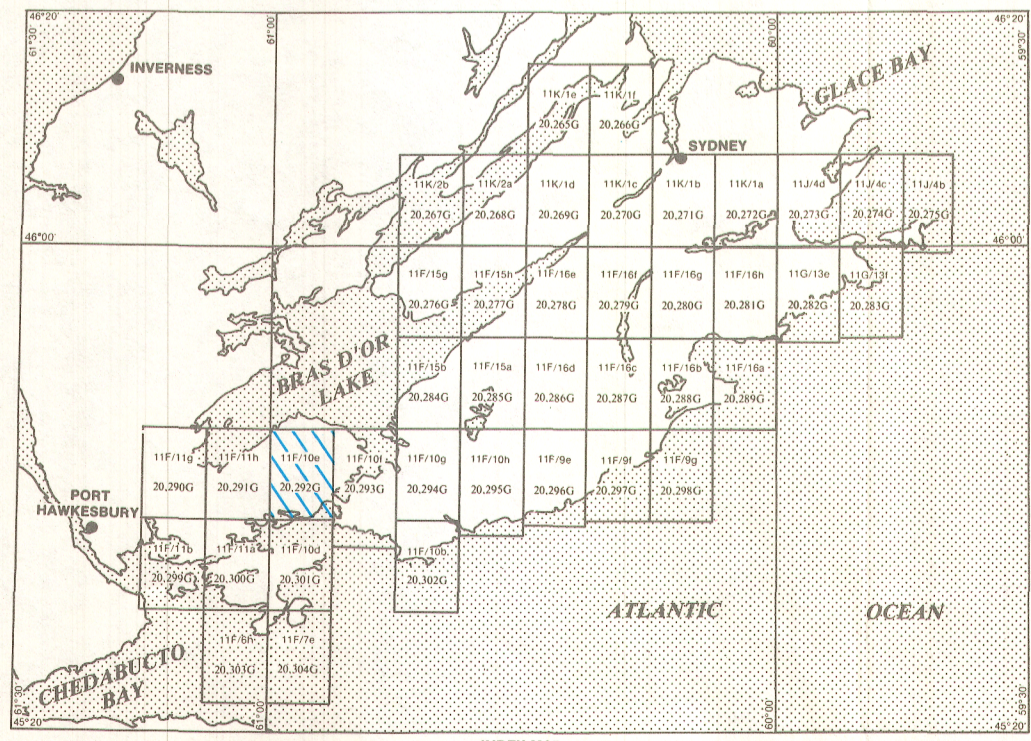 46°20'
61°30'
61°00'
60°00'
46°20'
59°30'
INVERNESS
GLACE BAY
SYDNEY
11K/1e
11K/1f
20,265G
20,266G
11K/2b
11K/2a
11K/1d
11K/1c
11K/1b
11K/1a
11J/4d
11J/4c
11J/4b
20,267G
20,268G
20,269G
20,270G
20,271G
20,272G
20,273G
20,274G
20,275G
46°00'
46°00'
11F/15g
11F/15h
11F/16e
11F/16f
11F/16g
11F/16h
11G/13e
11G/13f
20,276G
20,277G
20,278G
20,279G
20,280G
20,281G
20,282G
20,283G
BRAS D'OR
LAKE
11F/15b
11F/15a
11F/16d
11F/16c
11F/16b
11F/16a
20,284G
20,285G
20,286G
20,287G
20,288G
20,289G
11F/11g
11F/11h
11F/10e
11F/10f
11F/10g
11F/10h
11F/9e
11F/9f
11F/9g
20,290G
20,291G
20,292G
20,293G
20,294G
20,295G
20,296G
20,297G
20,298G
PORT
HAWKESBURY
11F/11b
11F/11a
11F/10d
11F/10b
20,299G
20,300G
20,301G
20,302G
ATLANTIC OCEAN
11F/6h
11F/7e
20,303G
20,304G
CHEDABUCTO
BAY
61°30'
45°20'
61°00'
60°00'
59°30'
45°20'